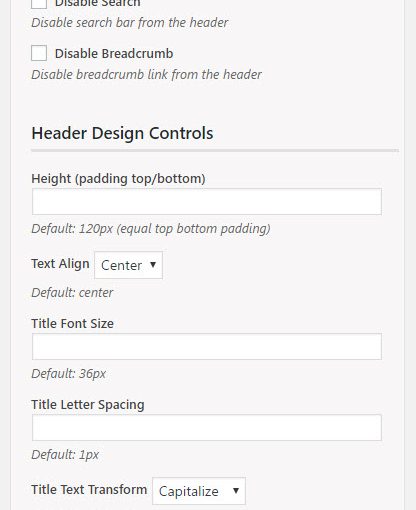 Disable Search
Disable search bar from the header
Disable Breadcrumb
Disable breadcrumb link from the header
Header Design Controls
Height (padding top/bottom)
Default: 120px (equal top bottom padding)
Text Align Center
Default: center
Title Font Size
Default: 36px
Title Letter Spacing
Default: 1px
Title Text Transform Capitalize